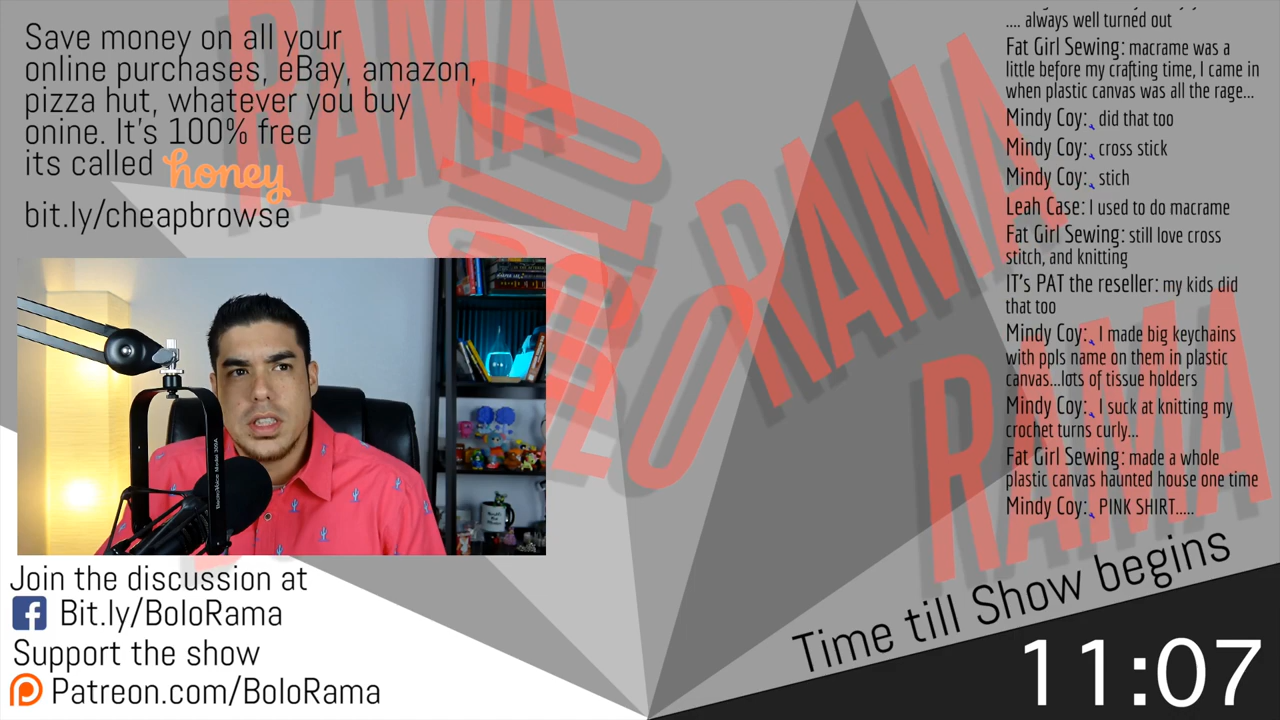 Save money on all your
online purchases, eBay, amazon,
pizza hut, whatever you buy
onine. It's 100% free
its called honey
bit.ly/cheapbrowse
RAMA
BOLO
BOLO
RAMA
RAMA
.... always well turned out
Fat Girl Sewing: macrame was a
little before my crafting time, I came in
when plastic canvas was all the rage...
Mindy Coy: did that too
Mindy Coy: cross stick
Mindy Coy: stich
Leah Case: I used to do macrame
Fat Girl Sewing: still love cross
stitch, and knitting
IT's PAT the reseller: my kids did
that too
Mindy Coy: I made big keychains
with ppls name on them in plastic
canvas...lots of tissue holders
Mindy Coy: I suck at knitting my
crochet turns curly...
Fat Girl Sewing: made a whole
plastic canvas haunted house one time
Mindy Coy: PINK SHIRT.....
Join the discussion at
Bit.ly/BoloRama
Support the show
Patreon.com/BoloRama
Time till Show begins
11:07